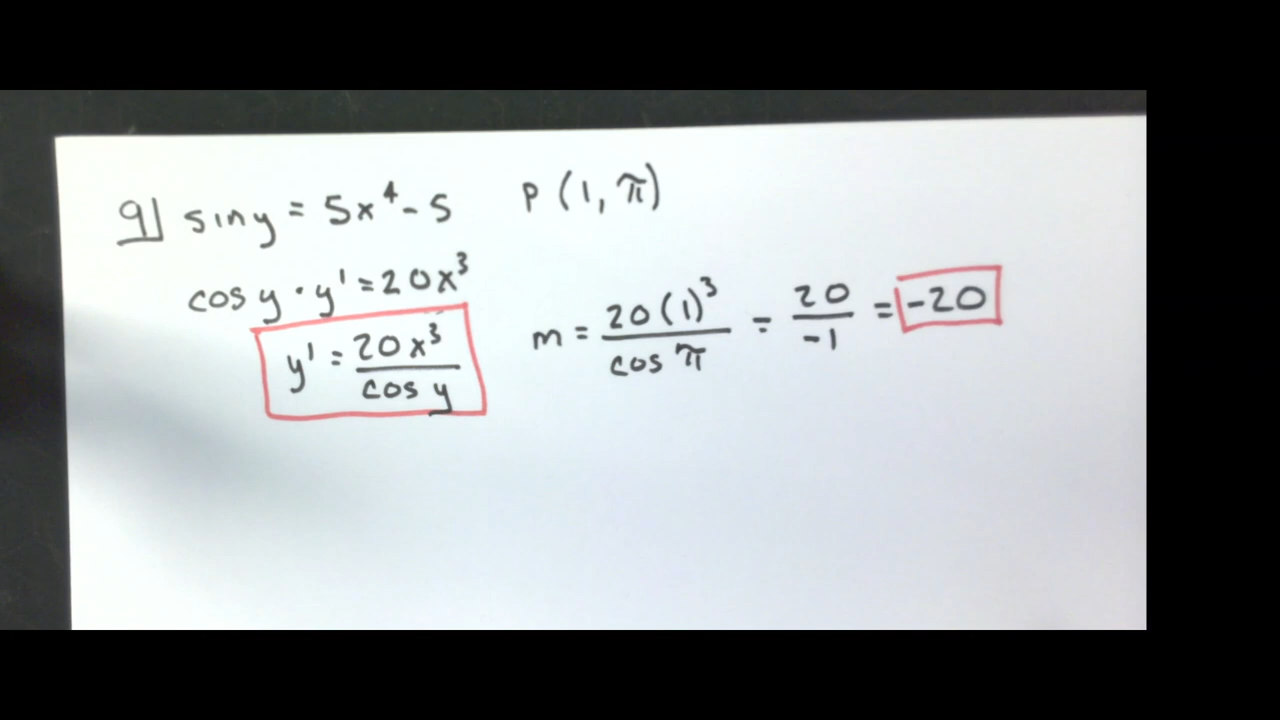 9] sin y = 5x⁴ - 5 P (1, π)
cos y · y' = 20x³
y' = 20x³ / cos y
m = 20(1)³ / cos π = 20 / -1 = -20